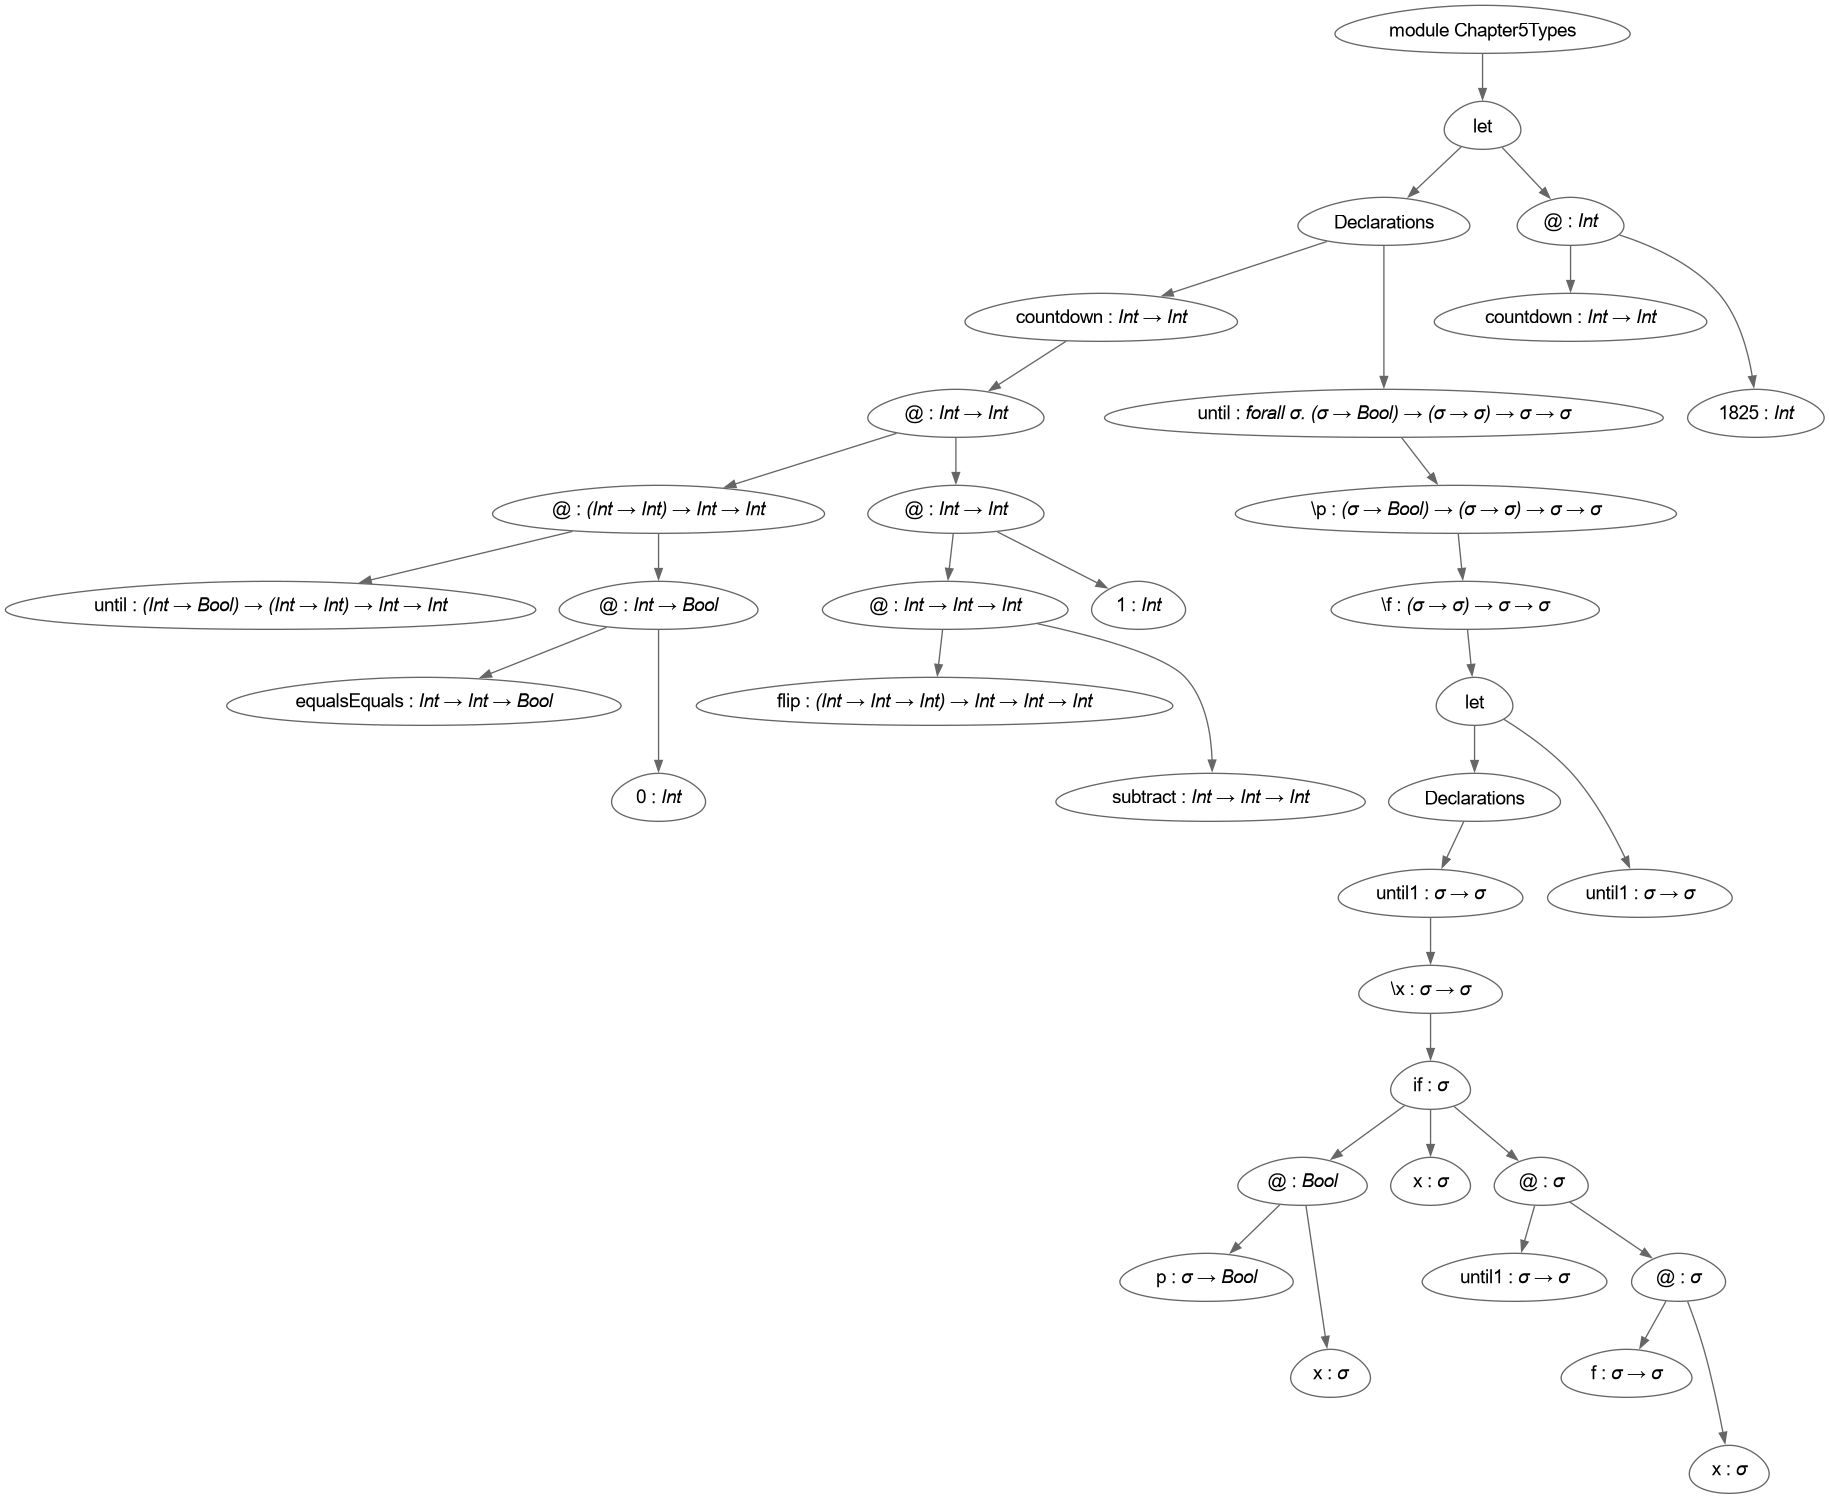 module Chapter5Types
let
Declarations
@ : Int
countdown : Int → Int
countdown : Int → Int
@ : Int → Int
until : forall σ. (σ → Bool) → (σ → σ) → σ → σ
1825 : Int
@ : (Int → Int) → Int → Int
@ : Int → Int
\p : (σ → Bool) → (σ → σ) → σ → σ
until : (Int → Bool) → (Int → Int) → Int → Int
@ : Int → Bool
@ : Int → Int → Int
1 : Int
\f : (σ → σ) → σ → σ
equalsEquals : Int → Int → Bool
flip : (Int → Int → Int) → Int → Int → Int
let
0 : Int
subtract : Int → Int → Int
Declarations
until1 : σ → σ
until1 : σ → σ
\x : σ → σ
if : σ
@ : Bool
x : σ
@ : σ
p : σ → Bool
until1 : σ → σ
@ : σ
x : σ
f : σ → σ
x : σ